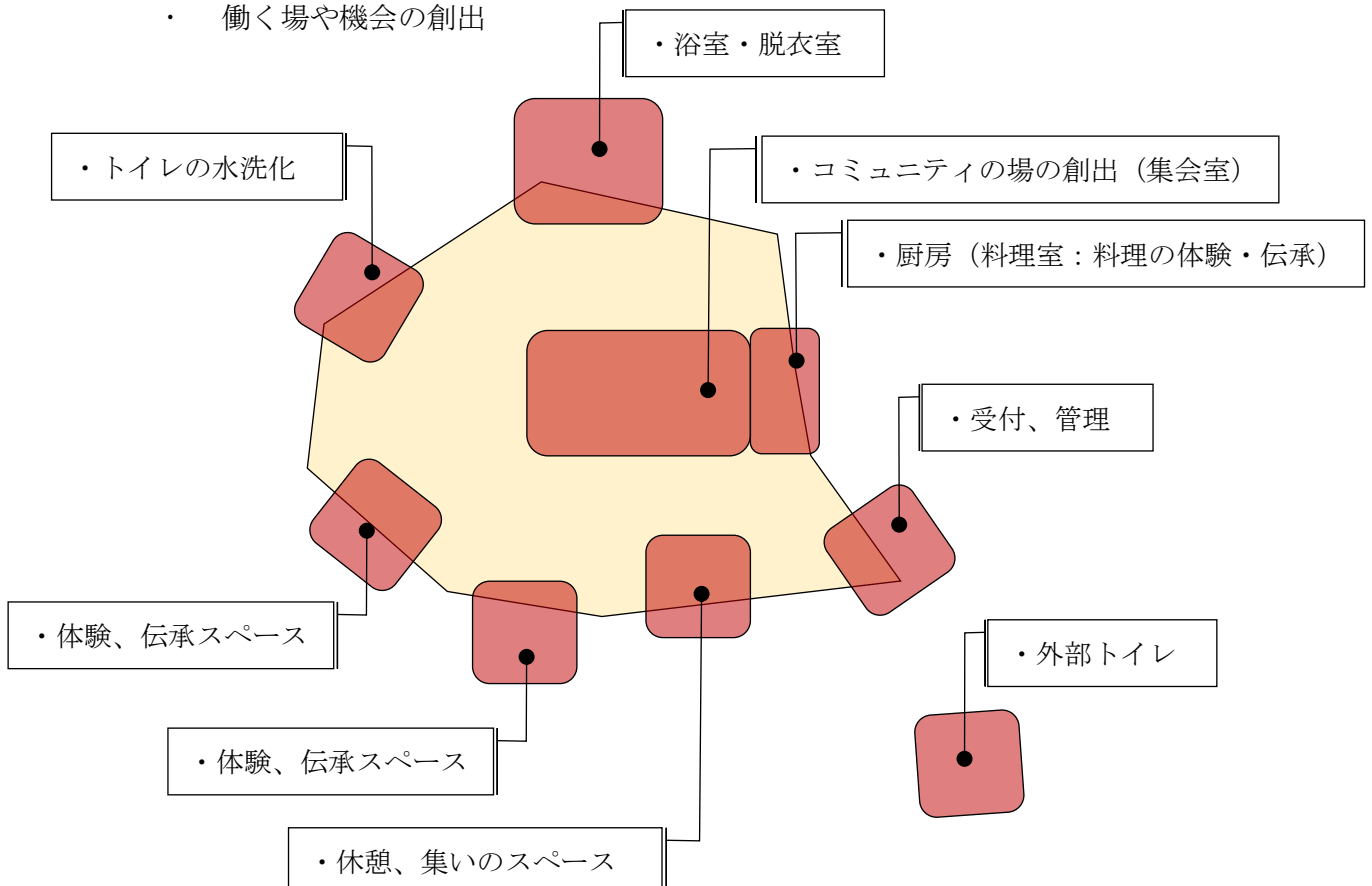 ・ 働く場や機会の創出
・浴室・脱衣室
・トイレの水洗化
・コミュニティの場の創出（集会室）
・厨房（料理室：料理の体験・伝承）
・受付、管理
・体験、伝承スペース
・外部トイレ
・体験、伝承スペース
・休憩、集いのスペース